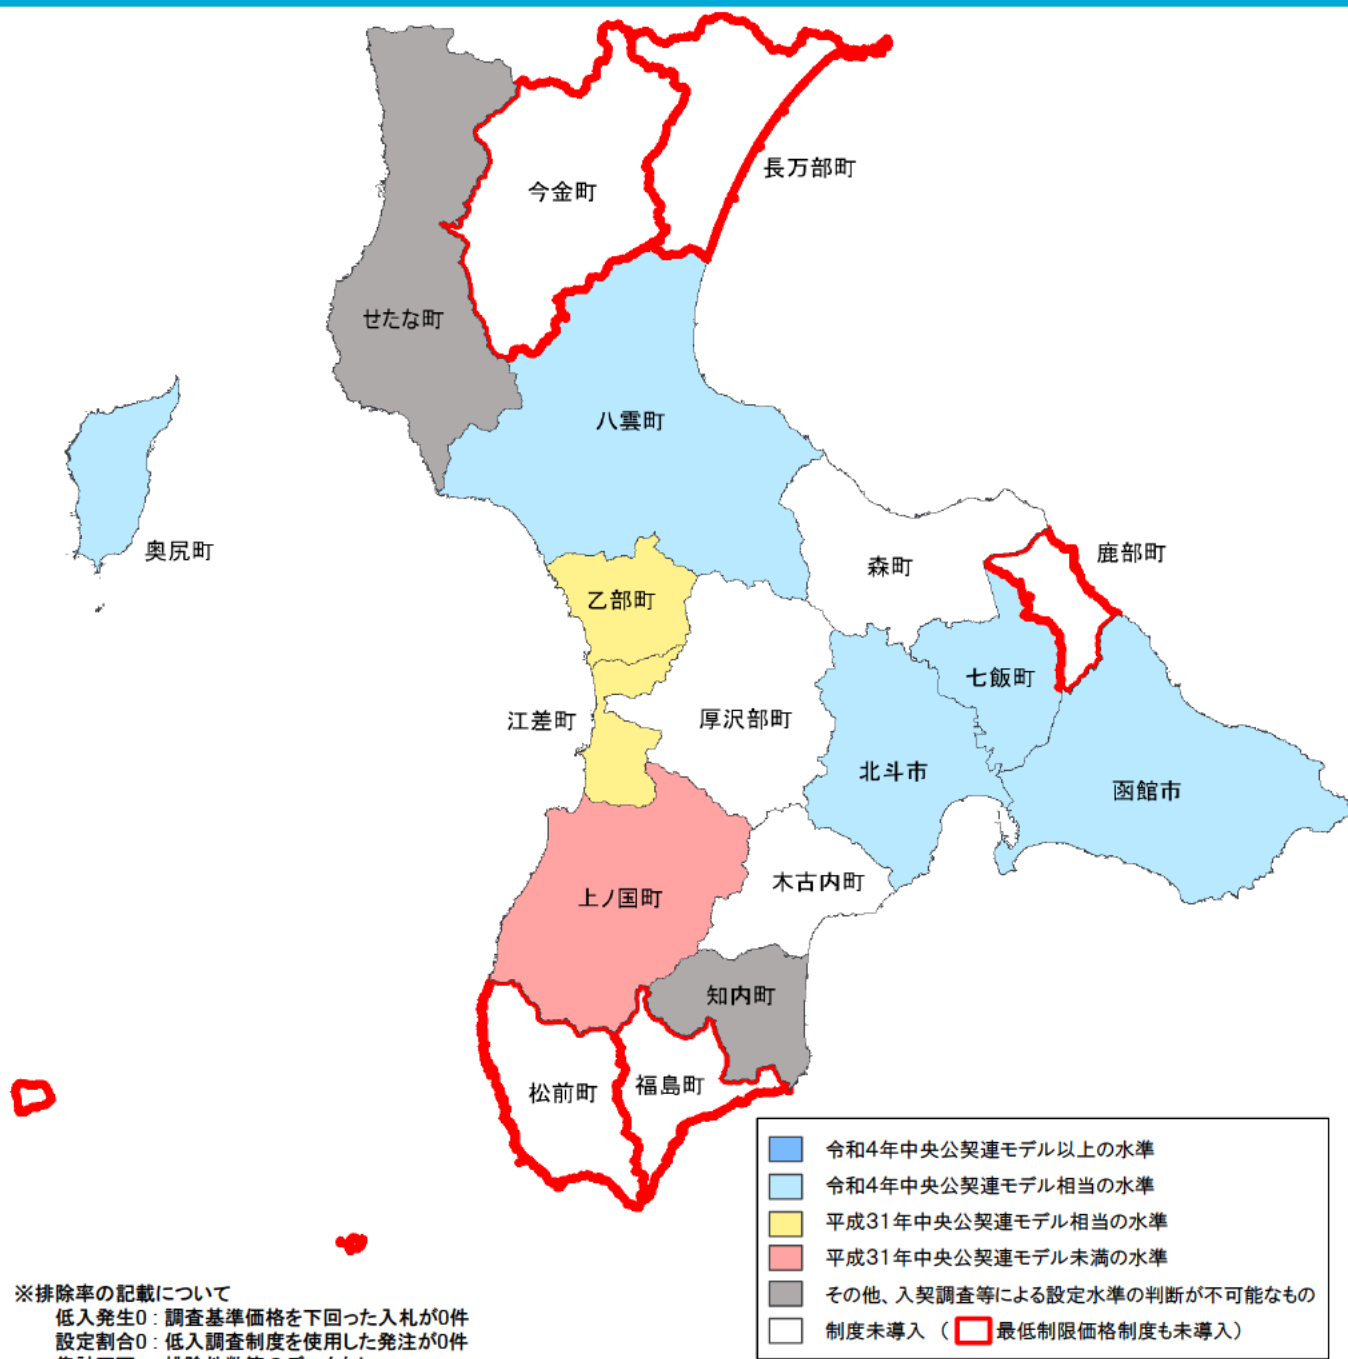 長万部町
今金町
せたな町
八雲町
奥尻町
鹿部町
森町
乙部町
七飯町
江差町
厚沢部町
北斗市
函館市
木古内町
上ノ国町
知内町
松前町
福島町
令和4年中央公契連モデル以上の水準
令和4年中央公契連モデル相当の水準
平成31年中央公契連モデル相当の水準
平成31年中央公契連モデル未満の水準
その他、入契調査等による設定水準の判断が不可能なもの
制度未導入 ( 最低制限価格制度も未導入)
※排除率の記載について
低入発生0:調査基準価格を下回った入札が0件
設定割合0:低入調査制度を使用した発注が0件